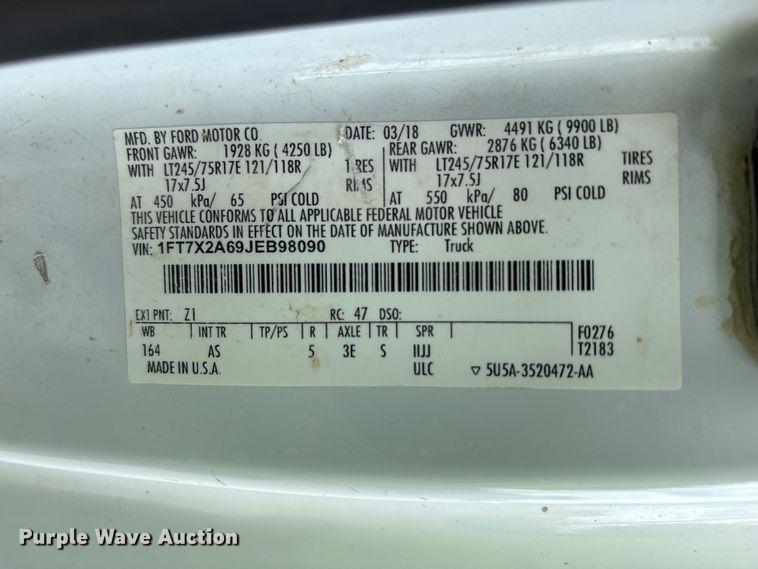 MFD. BY FORD MOTOR CO. DATE: 03/18 GVWR: 4491 KG ( 9900 LB)
FRONT GAWR: 1928 KG ( 4250 LB) REAR GAWR: 2876 KG ( 6340 LB)
WITH LT245/75R17E 121/118R TIRES WITH LT245/75R17E 121/118R TIRES
17x7.5J RIMS 17x7.5J RIMS
AT 450 kPa/ 65 PSI COLD AT 550 kPa/ 80 PSI COLD
THIS VEHICLE CONFORMS TO ALL APPLICABLE FEDERAL MOTOR VEHICLE
SAFETY STANDARDS IN EFFECT ON THE DATE OF MANUFACTURE SHOWN ABOVE.
VIN: 1FT7X2A69JEB98090 TYPE: Truck
EXT PNT: Z1 RC: 47 DSO:
WB INT TR TP/PS R AXLE TR SPR F0276
164 AS 5 3E S IIJJ T2183
MADE IN U.S.A. ULC ▽ 5U5A-3520472-AA
Purple Wave Auction